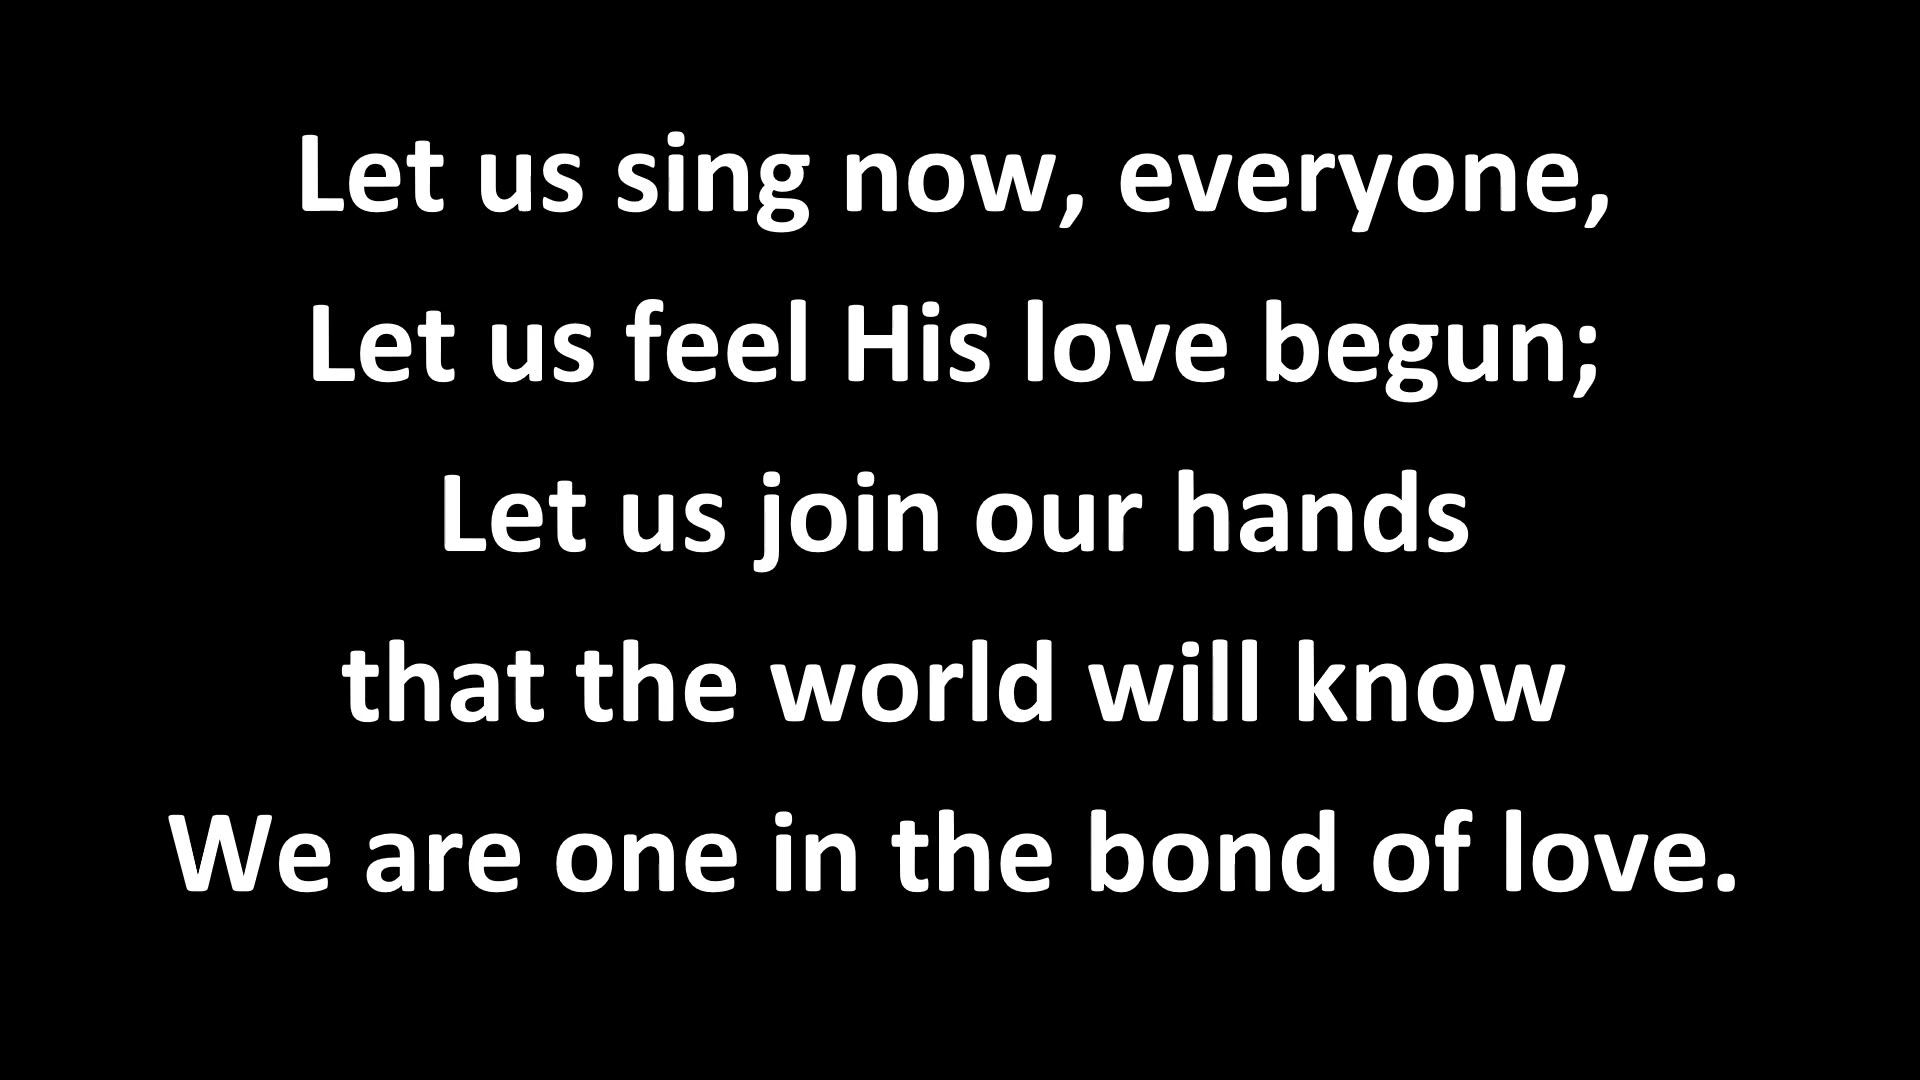 Let us sing now, everyone,
Let us feel His love begun;
Let us join our hands
that the world will know
We are one in the bond of love.